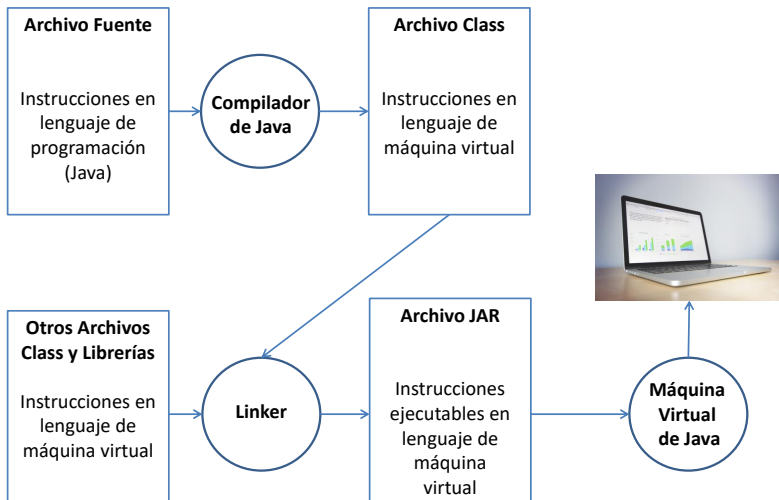 Archivo Fuente
Instrucciones en
lenguaje de
programación
(Java)
Compilador
de Java
Archivo Class
Instrucciones en
lenguaje de
máquina virtual
Otros Archivos
Class y Librerías
Instrucciones en
lenguaje de
máquina virtual
Linker
Archivo JAR
Instrucciones
ejecutables en
lenguaje de
máquina
virtual
Máquina
Virtual
de Java